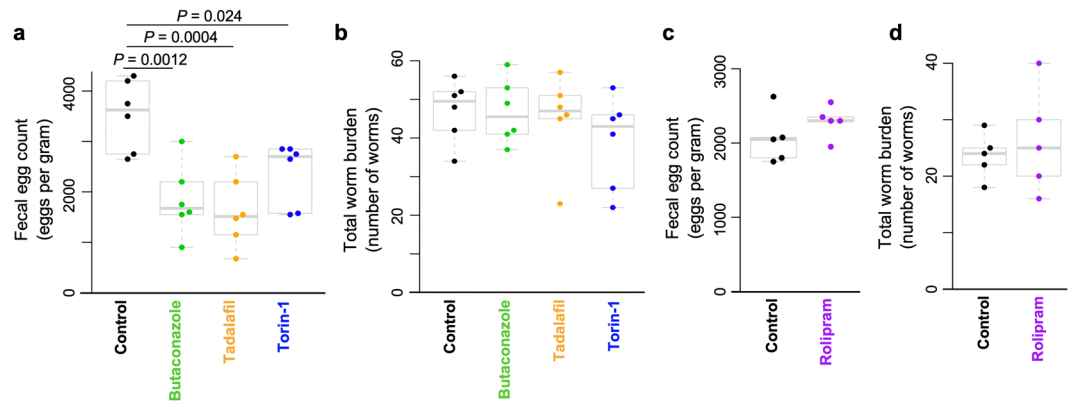 a
P = 0.024
P = 0.0004
P = 0.0012
Fecal egg count
(eggs per gram)
0
2000
4000
Control
Butaconazole
Tadalafil
Torin-1
b
Total worm burden
(number of worms)
0
20
40
60
Control
Butaconazole
Tadalafil
Torin-1
c
Fecal egg count
(eggs per gram)
0
1000
2000
3000
Control
Rolipram
d
Total worm burden
(number of worms)
0
20
40
Control
Rolipram